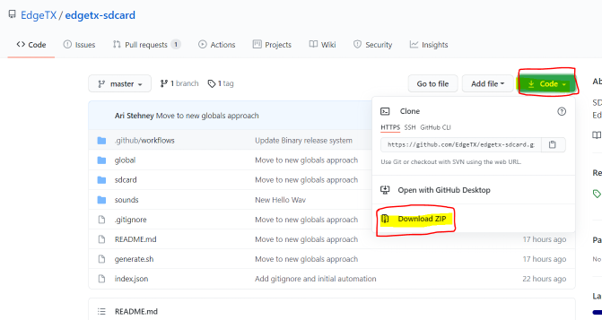 EdgeTX / edgetx-sdcard
Code Issues Pull requests 1 Actions Projects Wiki Security Insights
master 1 branch 1 tag Go to file Add file Code
Ari Stehney Move to new globals approach
.github/workflows Update Binary release system
global Move to new globals approach
sdcard Move to new globals approach
sounds New Hello Wav
.gitignore Move to new globals approach
README.md Move to new globals approach 17 hours ago
generate.sh Move to new globals approach 17 hours ago
index.json Add gitignore and initial automation 22 hours ago
README.md
Clone
HTTPS SSH GitHub CLI
https://github.com/EdgeTX/edgetx-sdcard.g
Use Git or checkout with SVN using the web URL.
Open with GitHub Desktop
Download ZIP
Ab
SD
Ed
Re
Pa
No
La